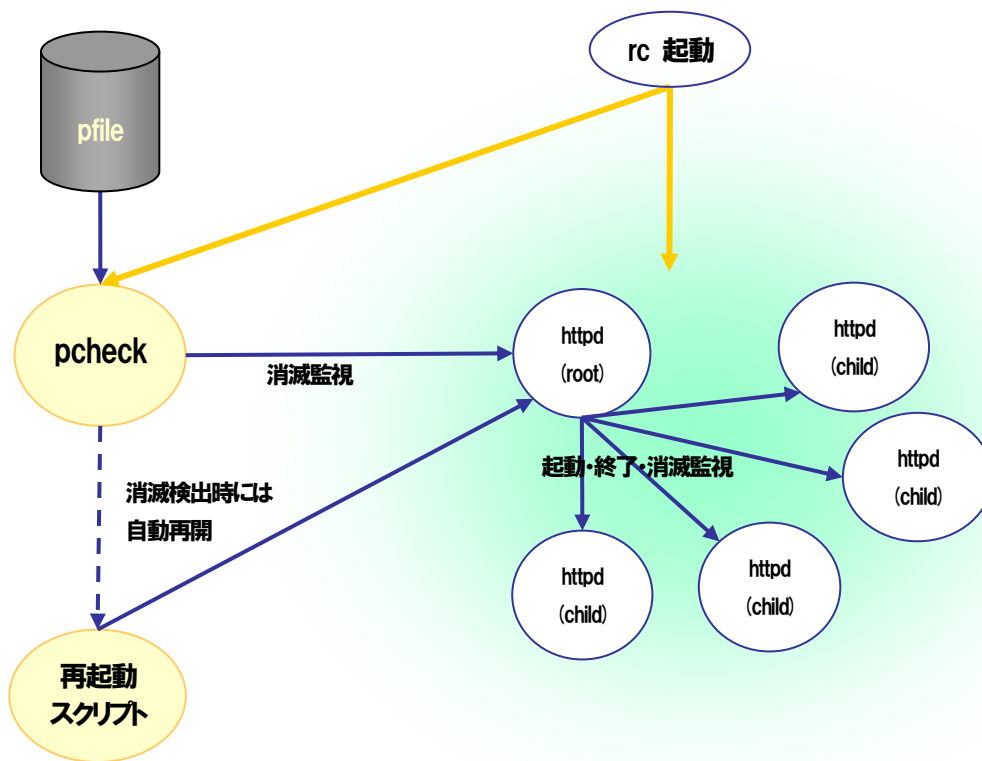 rc 起動
pfile
pcheck
消滅監視
httpd
(root)
httpd
(child)
起動・終了・消滅監視
httpd
(child)
消滅検出時には
自動再開
httpd
(child)
httpd
(child)
再起動
スクリプト